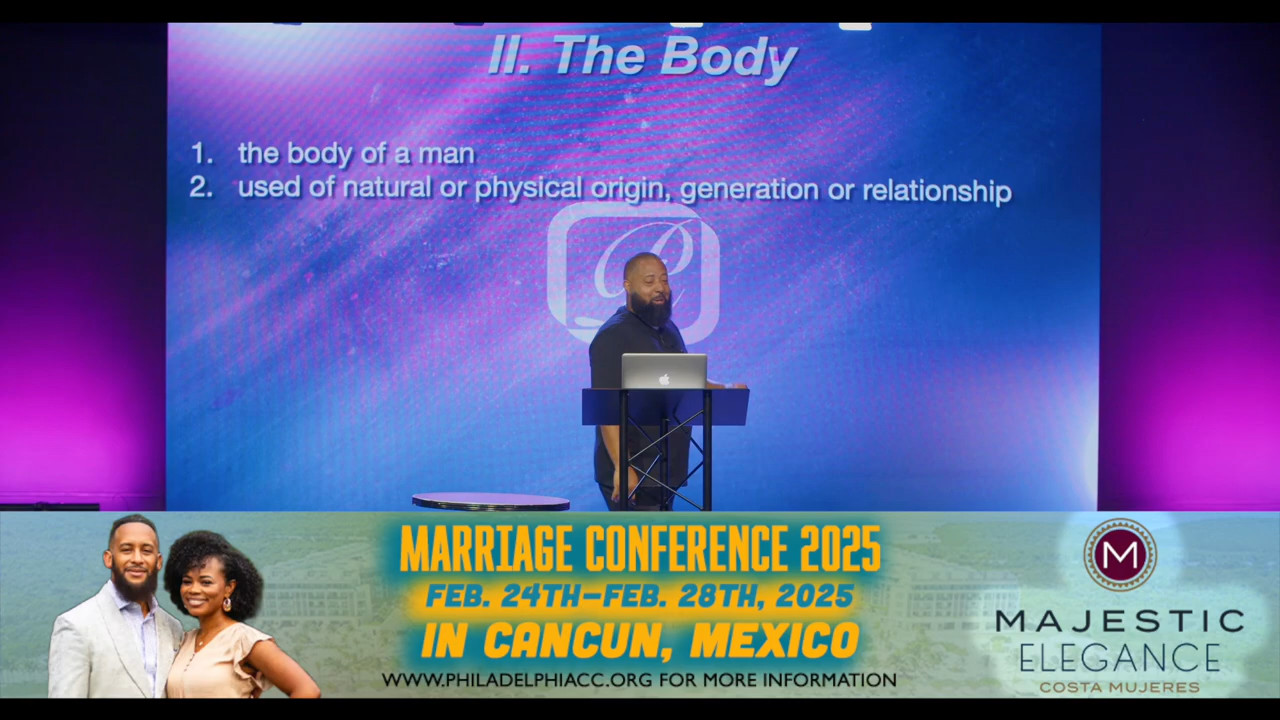 II. The Body
1. the body of a man
2. used of natural or physical origin, generation or relationship
P
MARRIAGE CONFERENCE 2025
FEB. 24TH–FEB. 28TH, 2025
IN CANCUN, MEXICO
WWW.PHILADELPHIACC.ORG FOR MORE INFORMATION
M
MAJESTIC
ELEGANCE
COSTA MUJERES